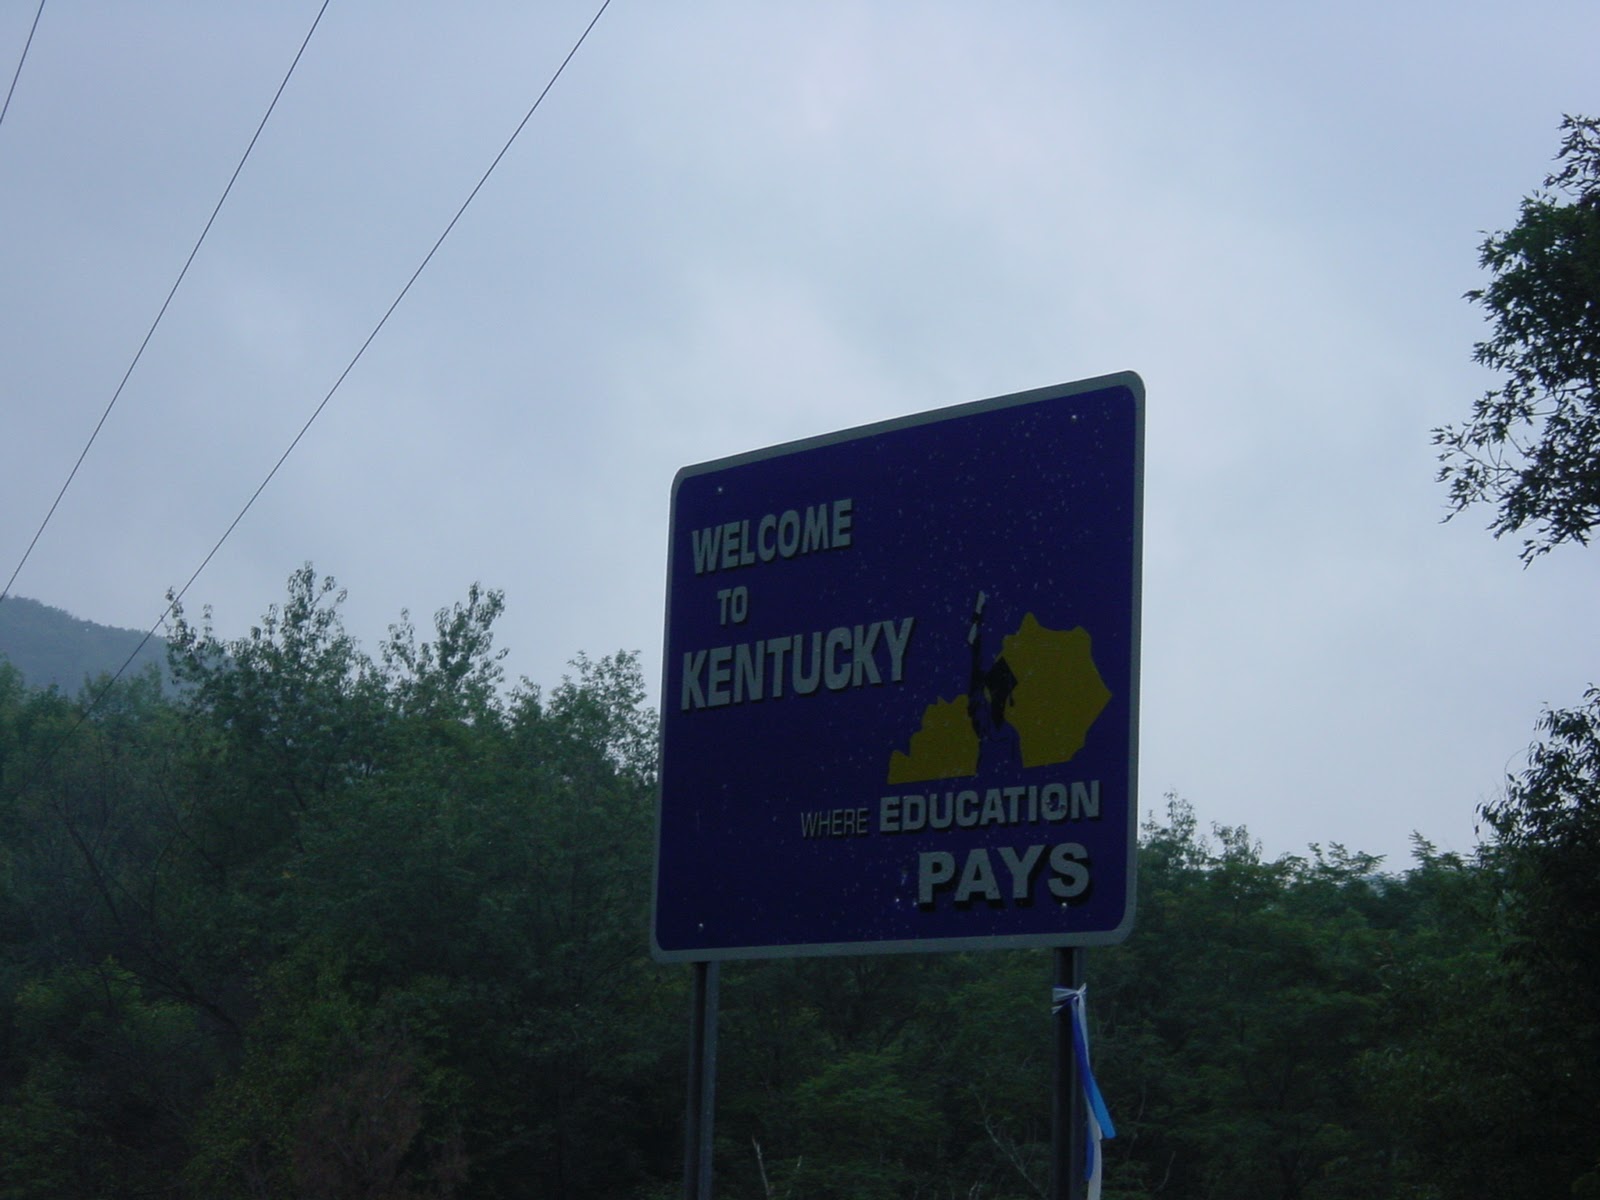 WELCOME
TO
KENTUCKY
WHERE EDUCATION
PAYS